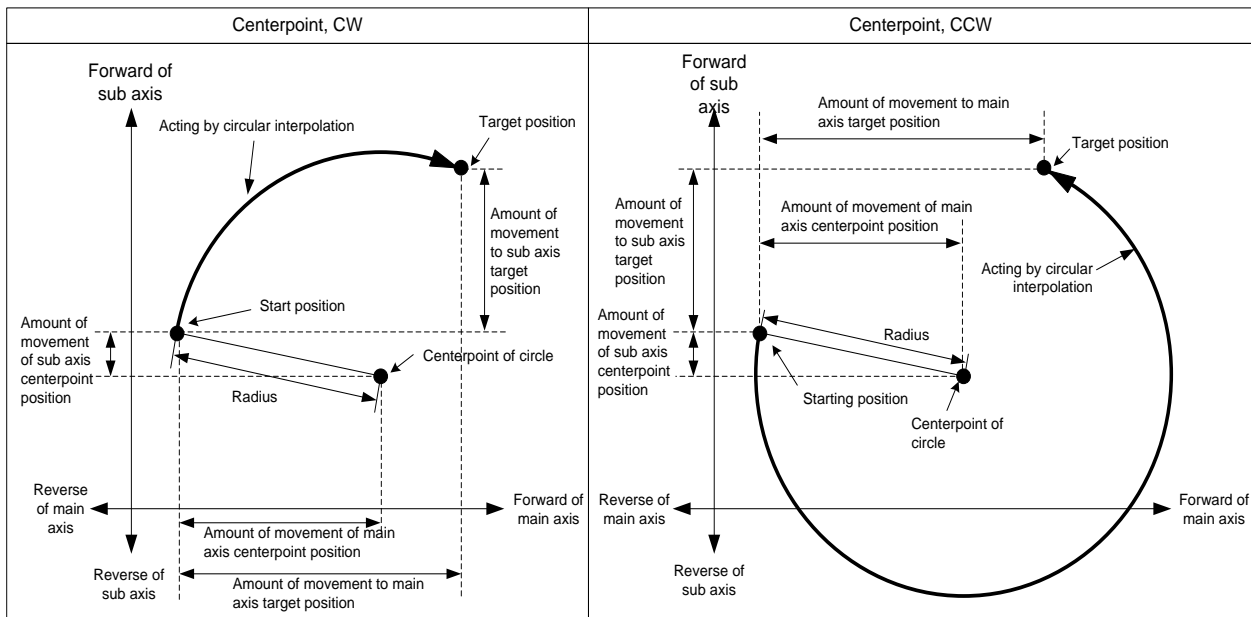 Centerpoint, CW
Forward of
sub axis
Acting by circular interpolation
Target position
Amount of
movement
to sub axis
target
position
Start position
Amount of
movement
of sub axis
centerpoint
position
Centerpoint of circle
Radius
Reverse
of main
axis
Forward of
main axis
Amount of movement of main
axis centerpoint position
Reverse of
sub axis
Amount of movement to main
axis target position
Centerpoint, CCW
Forward
of sub
axis
Amount of movement to main
axis target position
Target position
Amount of
movement
to sub axis
target
position
Amount of movement of main
axis centerpoint position
Acting by circular
interpolation
Amount of
movement
of sub axis
centerpoint
position
Radius
Starting position
Centerpoint of
circle
Reverse
of main axis
Forward of
main axis
Reverse of
sub axis